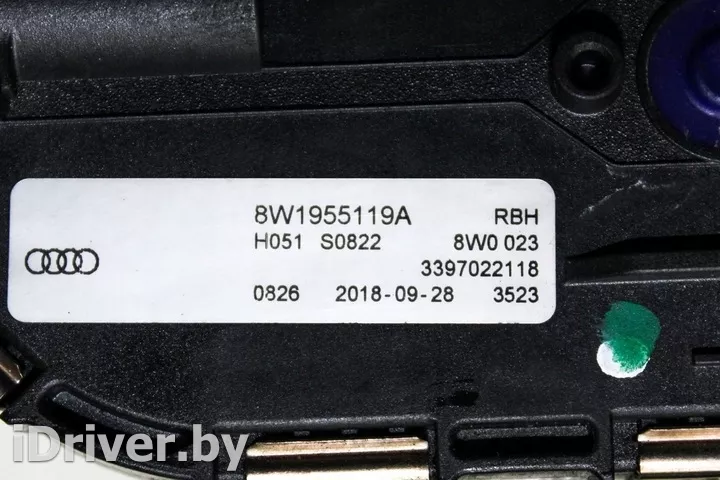 8W1955119A RBH
H051 S0822 8W0 023
3397022118
0826 2018-09-28 3523
iDriver.by